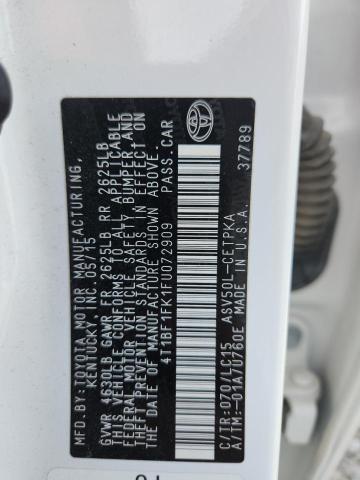 MFD.BY:TOYOTA MOTOR MANUFACTURING,
KENTUCKY,INC.05/15
GVWR 4630LB GAWR FR 2625LB RR 2625LB
THIS VEHICLE CONFORMS TO ALL APPLICABLE
FEDERAL MOTOR VEHICLE SAFETY, BUMPER,AND
THEFT PREVENTION STANDARDS IN EFFECT ON
THE DATE OF MANUFACTURE SHOWN ABOVE.
4T1BF1FK1FU072909 PASS.CAR
C/TR:070/LC15 ASV50L-CETPKA
A/TM:-01A/U760E MADE IN U.S.A.
37789